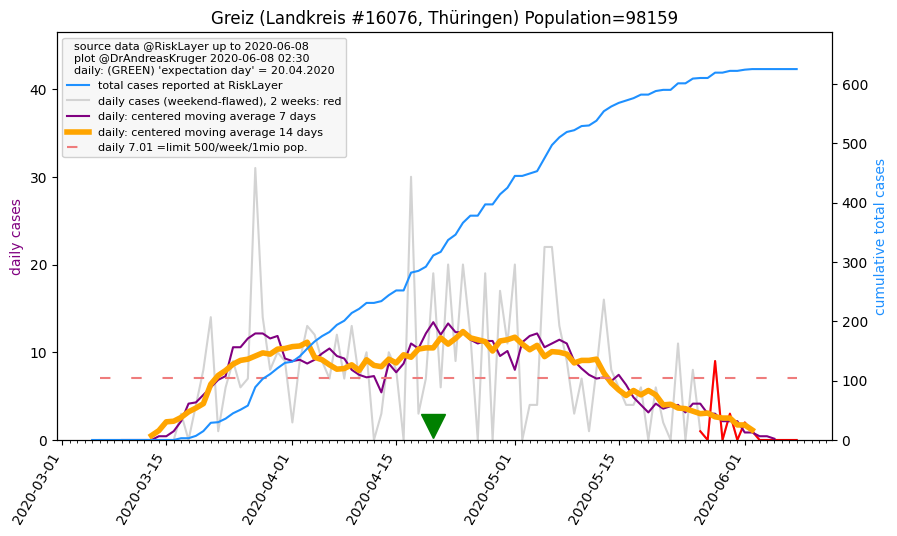 Greiz (Landkreis #16076, Thüringen) Population=98159
source data @RiskLayer up to 2020-06-08
plot @DrAndreasKruger 2020-06-08 02:30
daily: (GREEN) 'expectation day' = 20.04.2020
total cases reported at RiskLayer
daily cases (weekend-flawed), 2 weeks: red
daily: centered moving average 7 days
daily: centered moving average 14 days
daily 7.01 =limit 500/week/1mio pop.
daily cases
0
10
20
30
40
cumulative total cases
0
100
200
300
400
500
600
2020-03-01
2020-03-15
2020-04-01
2020-04-15
2020-05-01
2020-05-15
2020-06-01